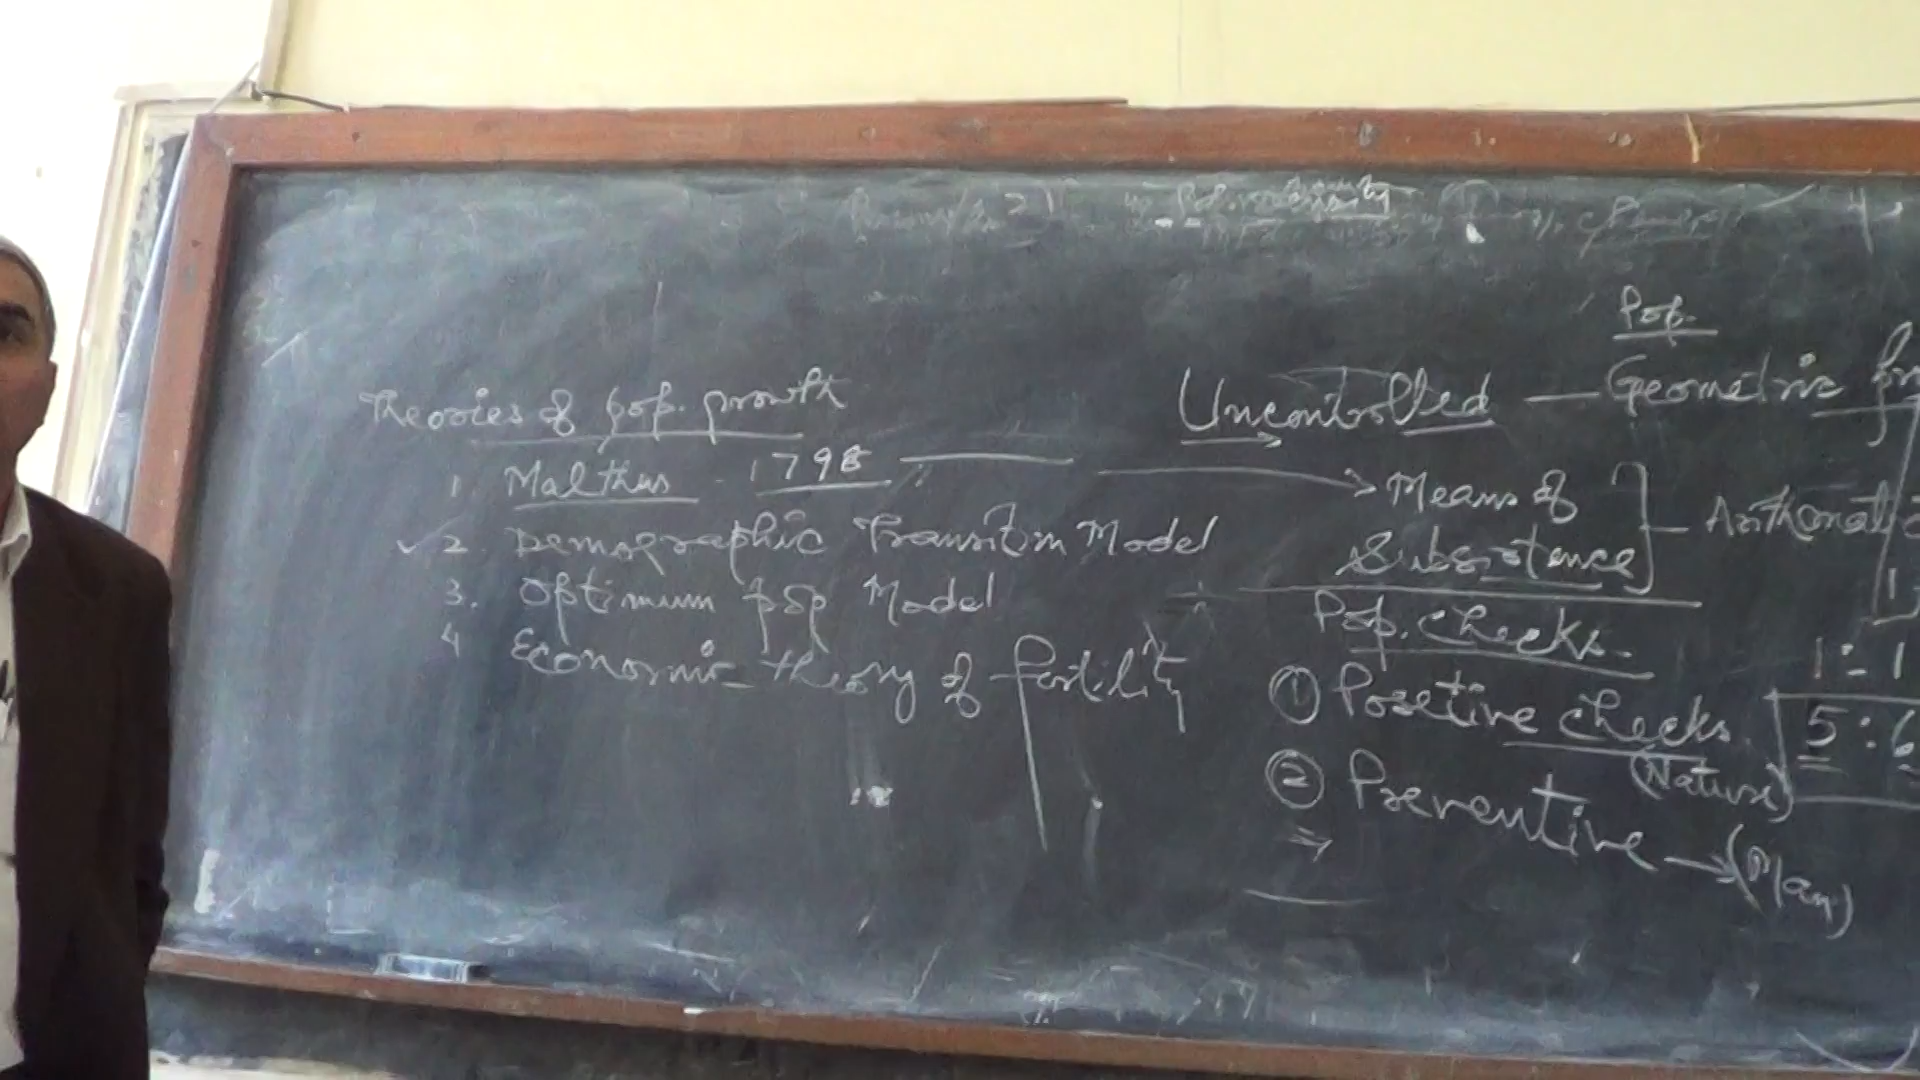 Theories of pop. growth
1. Malthus - 1798
2. Demographic Transition Model
3. Optimum pop Model
4 Economic theory of fertility
Pop.
Uncontrolled — Geometric
Means of
Subsistence
Pop. checks.
① Posetive checks
(Nature)
② Preventive → (Man)
1 : 1
5 : 6